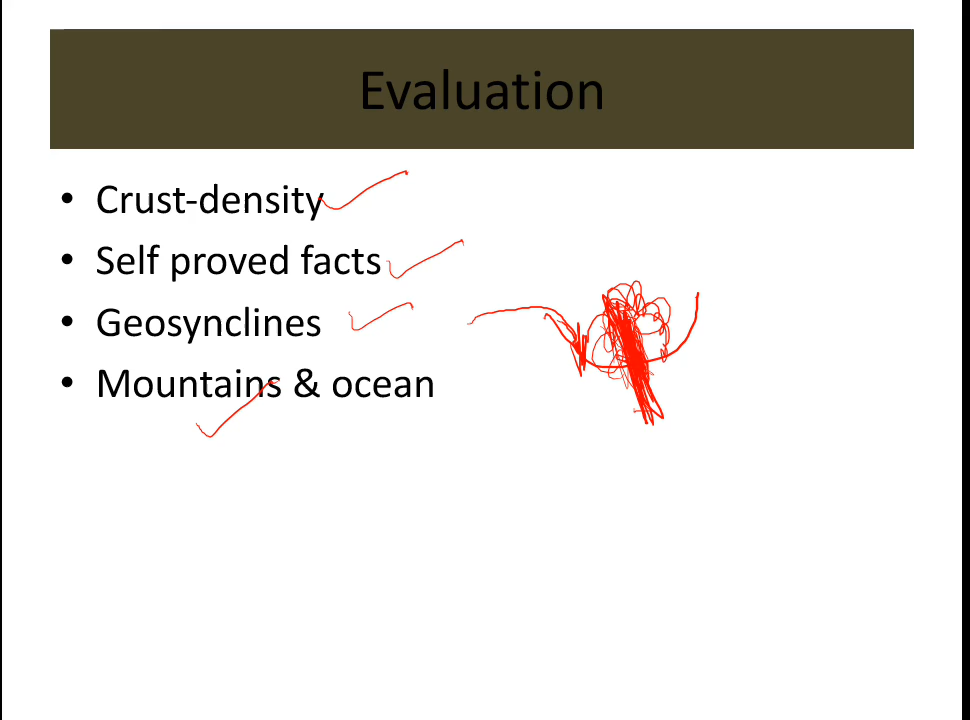 Evaluation
• Crust-density
• Self proved facts
• Geosynclines
• Mountains & ocean